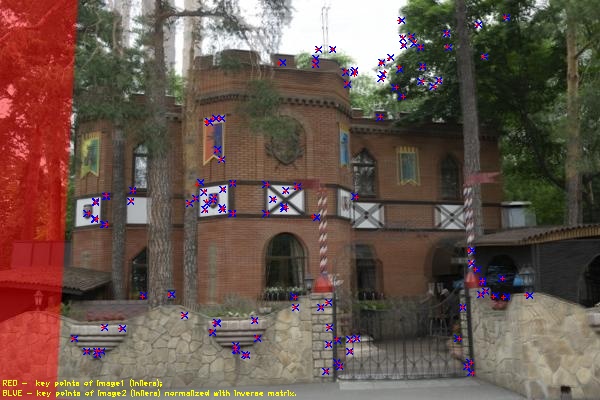 RED - key points of image1 (inliers);
BLUE - key points of image2 (inliers) normalized with inverse matrix.